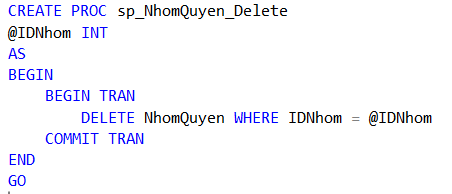 CREATE PROC sp_NhomQuyen_Delete
@IDNhom INT
AS
BEGIN
    BEGIN TRAN
        DELETE NhomQuyen WHERE IDNhom = @IDNhom
    COMMIT TRAN
END
GO